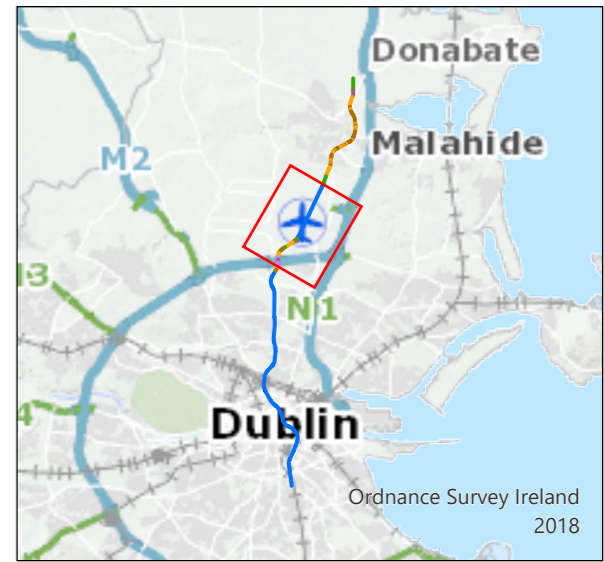 Donabate
M2
Malahide
N1
Dublin
Ordnance Survey Ireland
2018